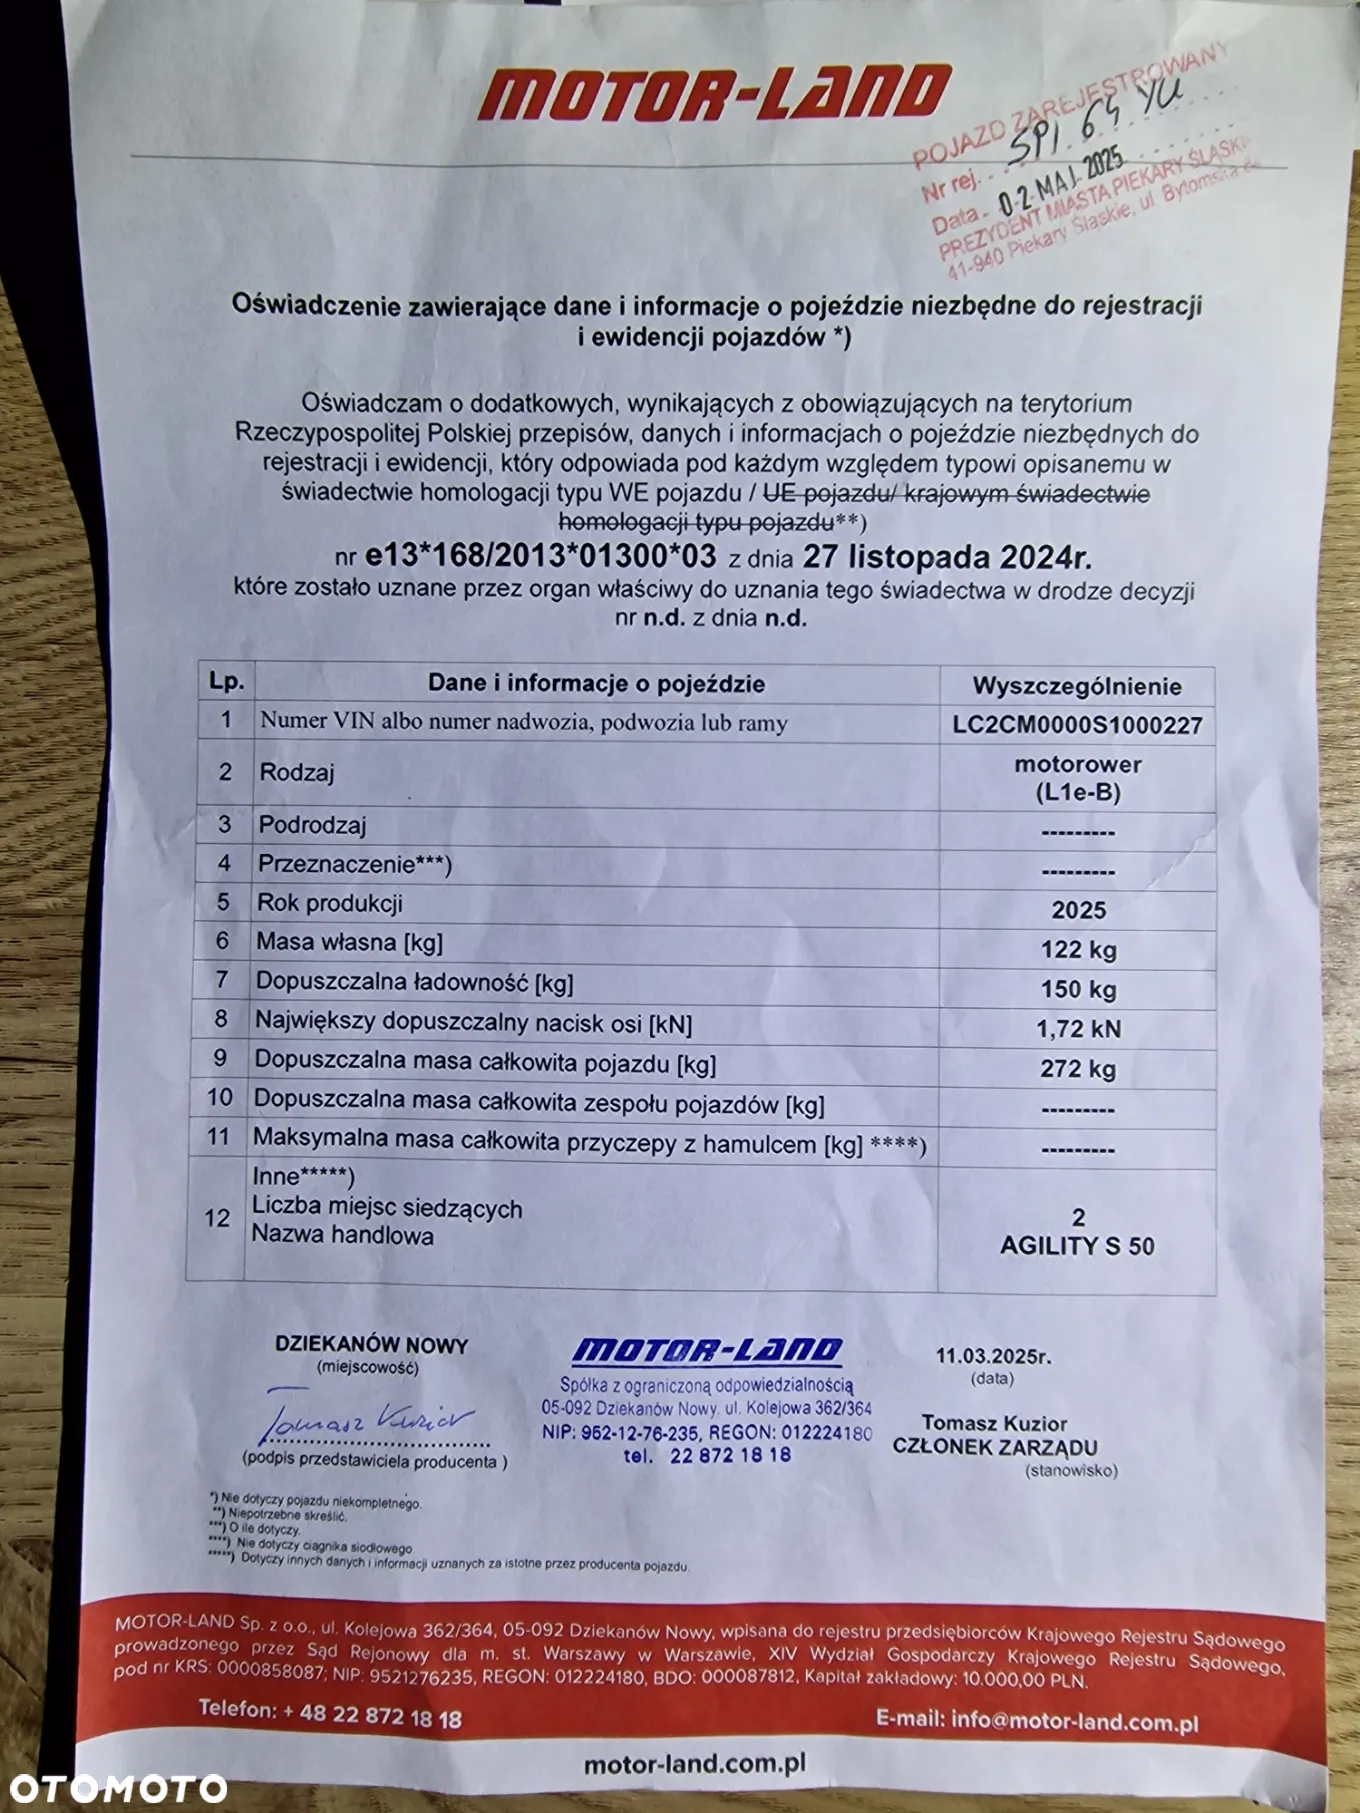 MOTOR-LAND
POJAZD ZAREJESTROWANY
Nr rej. SPI 64 YU
Data 02 MAJ 2025
PREZYDENT MIASTA PIEKARY ŚLĄSKI
41-940 Piekary Śląskie, ul. Bytomska
Oświadczenie zawierające dane i informacje o pojeździe niezbędne do rejestracji
i ewidencji pojazdów *)
Oświadczam o dodatkowych, wynikających z obowiązujących na terytorium
Rzeczypospolitej Polskiej przepisów, danych i informacjach o pojeździe niezbędnych do
rejestracji i ewidencji, który odpowiada pod każdym względem typowi opisanemu w
świadectwie homologacji typu WE pojazdu / UE pojazdu/ krajowym świadectwie
homologacji typu pojazdu**)
nr e13*168/2013*01300*03 z dnia 27 listopada 2024r.
które zostało uznane przez organ właściwy do uznania tego świadectwa w drodze decyzji
nr n.d. z dnia n.d.
Lp. Dane i informacje o pojeździe Wyszczególnienie
1 Numer VIN albo numer nadwozia, podwozia lub ramy LC2CM0000S1000227
2 Rodzaj motorower
(L1e-B)
3 Podrodzaj ---------
4 Przeznaczenie***) ---------
5 Rok produkcji 2025
6 Masa własna [kg] 122 kg
7 Dopuszczalna ładowność [kg] 150 kg
8 Największy dopuszczalny nacisk osi [kN] 1,72 kN
9 Dopuszczalna masa całkowita pojazdu [kg] 272 kg
10 Dopuszczalna masa całkowita zespołu pojazdów [kg] ---------
11 Maksymalna masa całkowita przyczepy z hamulcem [kg] ****) ---------
12 Inne*****)
Liczba miejsc siedzących 2
Nazwa handlowa AGILITY S 50
DZIEKANÓW NOWY
(miejscowość)
Tomasz Kuzior
(podpis przedstawiciela producenta )
MOTOR-LAND
Spółka z ograniczoną odpowiedzialnością
05-092 Dziekanów Nowy, ul. Kolejowa 362/364
NIP: 952-12-76-235, REGON: 012224180
tel. 22 872 18 18
11.03.2025r.
(data)
Tomasz Kuzior
CZŁONEK ZARZĄDU
(stanowisko)
*) Nie dotyczy pojazdu niekompletnego.
**) Niepotrzebne skreślić.
***) O ile dotyczy.
****) Nie dotyczy ciągnika siodłowego
*****) Dotyczy innych danych i informacji uznanych za istotne przez producenta pojazdu.
MOTOR-LAND Sp. z o.o., ul. Kolejowa 362/364, 05-092 Dziekanów Nowy, wpisana do rejestru przedsiębiorców Krajowego Rejestru Sądowego
prowadzonego przez Sąd Rejonowy dla m. st. Warszawy w Warszawie, XIV Wydział Gospodarczy Krajowego Rejestru Sądowego,
pod nr KRS: 0000858087; NIP: 9521276235, REGON: 012224180, BDO: 000087812, Kapitał zakładowy: 10.000,00 PLN.
Telefon: + 48 22 872 18 18
E-mail: info@motor-land.com.pl
motor-land.com.pl
OTOMOTO